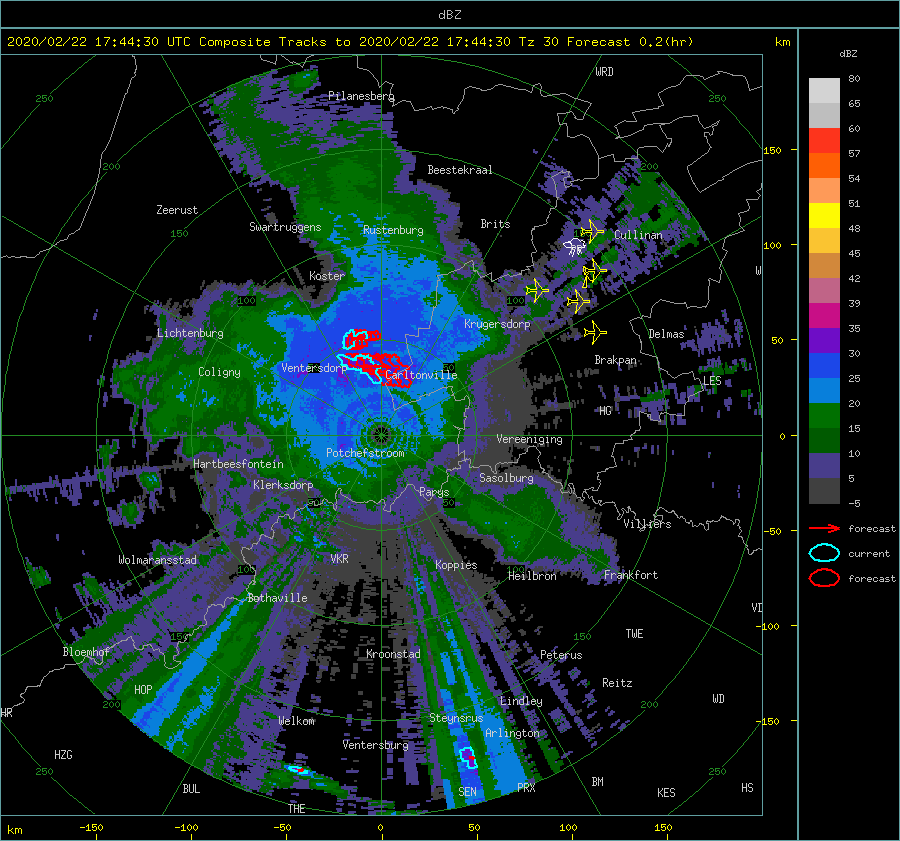 dBZ
2020/02/22 17:44:30 UTC Composite Tracks to 2020/02/22 17:44:30 Tz 30 Forecast 0.2(hr)
km
dBZ
WRD
80
Pilanesberg
250
250
65
60
150
57
200
Beestekraal
200
54
Zeerust
51
Swartruggens
Rustenburg
Brits
150
Cullinan
48
100
45
Koster
W
42
100
100
39
Lichtenburg
Krugersdorp
Delmas
35
50
30
Brakpan
Coligny
Ventersdorp
Carltonville
LES
25
HG
20
Vereeniging
0
15
Potchefstroom
Hartbeesfontein
10
Klerksdorp
Sasolburg
5
50
Parys
50
-5
Villiers
forecast
-50
Wolmaransstad
VKR
Koppies
current
100
100
Heilbron
Frankfort
forecast
Bothaville
VI
-100
150
150
TWE
Bloemhof
Kroonstad
Peterus
HOP
Reitz
200
Lindley
200
WD
HR
Welkom
Steynsrus
-150
Arlington
HZG
Ventersburg
250
250
BUL
SEN
PRX
BM
KES
HS
THE
km
-150
-100
-50
0
50
100
150